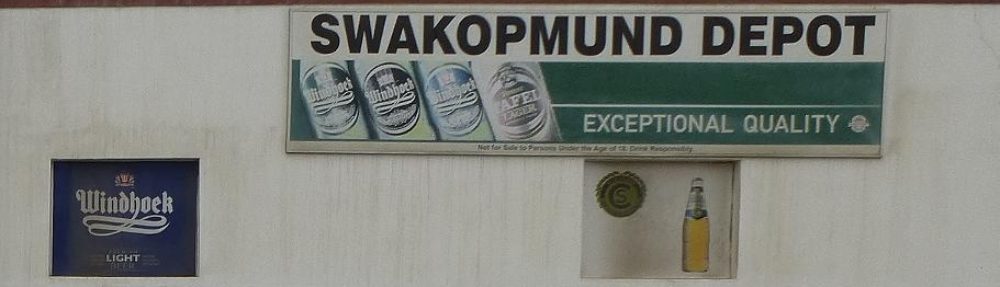 SWAKOPMUND DEPOT
Windhoek
Windhoek
Windhoek
TAFEL
LAGER
EXCEPTIONAL QUALITY
Not for Sale to Persons Under the Age of 18. Drink Responsibly.
Windhoek
LIGHT
BEER